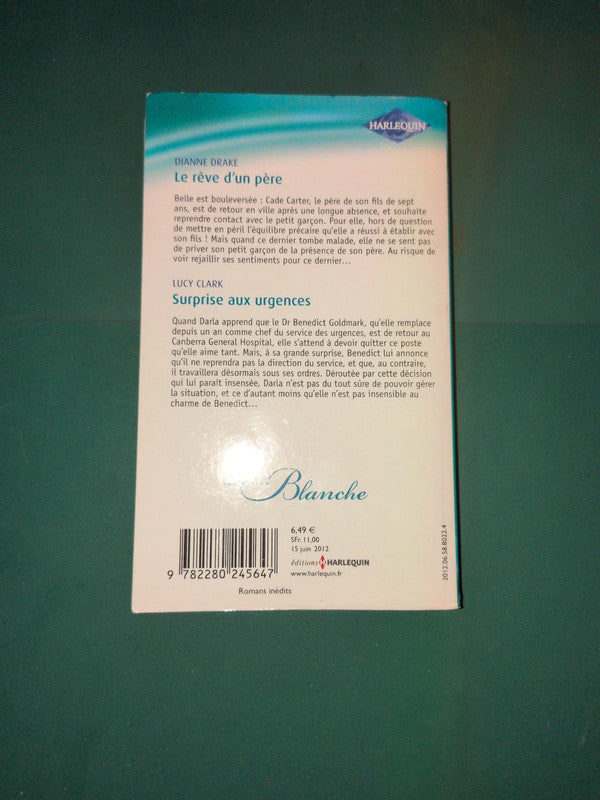 HARLEQUIN
DIANNE DRAKE
Le rêve d'un père
Belle est bouleversée : Cade Carter, le père de son fils de sept
ans, est de retour en ville après une longue absence, et souhaite
reprendre contact avec le petit garçon. Pour elle, hors de question
de mettre en péril l'équilibre précaire qu'elle a réussi à établir avec
son fils ! Mais quand ce dernier tombe malade, elle ne se sent pas
de priver son petit garçon de la présence de son père. Au risque de
voir rejaillir ses sentiments pour ce dernier...
LUCY CLARK
Surprise aux urgences
Quand Darla apprend que le Dr Benedict Goldmark, qu'elle remplace
depuis un an comme chef du service des urgences, est de retour au
Canberra General Hospital, elle s'attend à devoir quitter ce poste
qu'elle aime tant. Mais, à sa grande surprise, Benedict lui annonce
qu'il ne reprendra pas la direction du service, et que, au contraire,
il travaillera désormais sous ses ordres. Déroutée par cette décision
qui lui paraît insensée, Darla n'est pas du tout sûre de pouvoir gérer
la situation, et ce d'autant moins qu'elle n'est pas insensible au
charme de Benedict...
Blanche
6,49 €
SFr. 11,00
15 juin 2012
éditions HARLEQUIN
www.harlequin.fr
9 782280 245647
Romans inédits
2012.06.58.8022.4